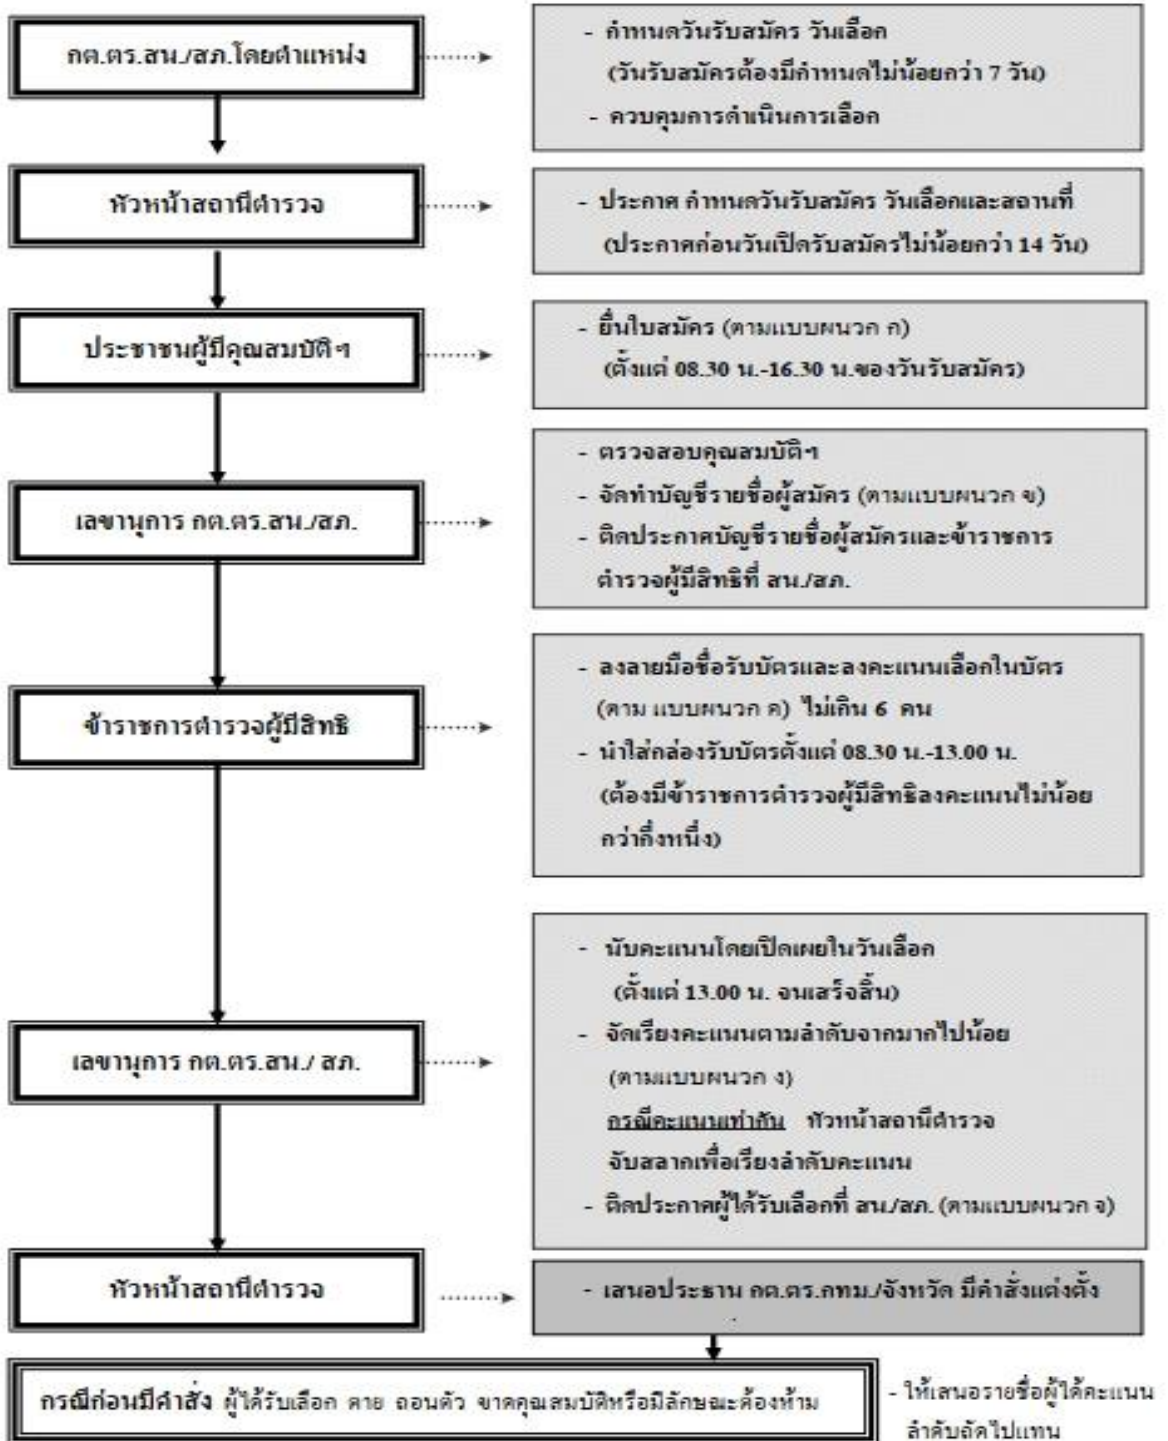 กต.ตร.สน./สภ.โดยตำแหน่ง
- กำหนดวันรับสมัคร วันเลือก
(วันรับสมัครต้องมีกำหนดไม่น้อยกว่า 7 วัน)
- ควบคุมการดำเนินการเลือก
หัวหน้าสถานีตำรวจ
- ประกาศ กำหนดวันรับสมัคร วันเลือกและสถานที่
(ประกาศก่อนวันเปิดรับสมัครไม่น้อยกว่า 14 วัน)
ประชาชนผู้มีคุณสมบัติฯ
- ยื่นใบสมัคร (ตามแบบผนวก ก)
(ตั้งแต่ 08.30 น.-16.30 น.ของวันรับสมัคร)
เลขานุการ กต.ตร.สน./สภ.
- ตรวจสอบคุณสมบัติฯ
- จัดทำบัญชีรายชื่อผู้สมัคร (ตามแบบผนวก ข)
- ติดประกาศบัญชีรายชื่อผู้สมัครและข้าราชการ
ตำรวจผู้มีสิทธิที่ สน./สภ.
ข้าราชการตำรวจผู้มีสิทธิ
- ลงลายมือชื่อรับบัตรและลงคะแนนเลือกในบัตร
(ตาม แบบผนวก ค) ไม่เกิน 6 คน
- นำใส่กล่องรับบัตรตั้งแต่ 08.30 น.-13.00 น.
(ต้องมีข้าราชการตำรวจผู้มีสิทธิลงคะแนนไม่น้อย
กว่ากึ่งหนึ่ง)
เลขานุการ กต.ตร.สน./ สภ.
- นับคะแนนโดยเปิดเผยในวันเลือก
(ตั้งแต่ 13.00 น. จนเสร็จสิ้น)
- จัดเรียงคะแนนตามลำดับจากมากไปน้อย
(ตามแบบผนวก ง)
กรณีคะแนนเท่ากัน หัวหน้าสถานีตำรวจ
จับสลากเพื่อเรียงลำดับคะแนน
- ติดประกาศผู้ได้รับเลือกที่ สน./สภ. (ตามแบบผนวก จ)
หัวหน้าสถานีตำรวจ
- เสนอประธาน กต.ตร.กทม./จังหวัด มีคำสั่งแต่งตั้ง
กรณีก่อนมีคำสั่ง ผู้ได้รับเลือก ตาย ถอนตัว ขาดคุณสมบัติหรือมีลักษณะต้องห้าม
- ให้เสนอรายชื่อผู้ได้คะแนน
ลำดับถัดไปแทน